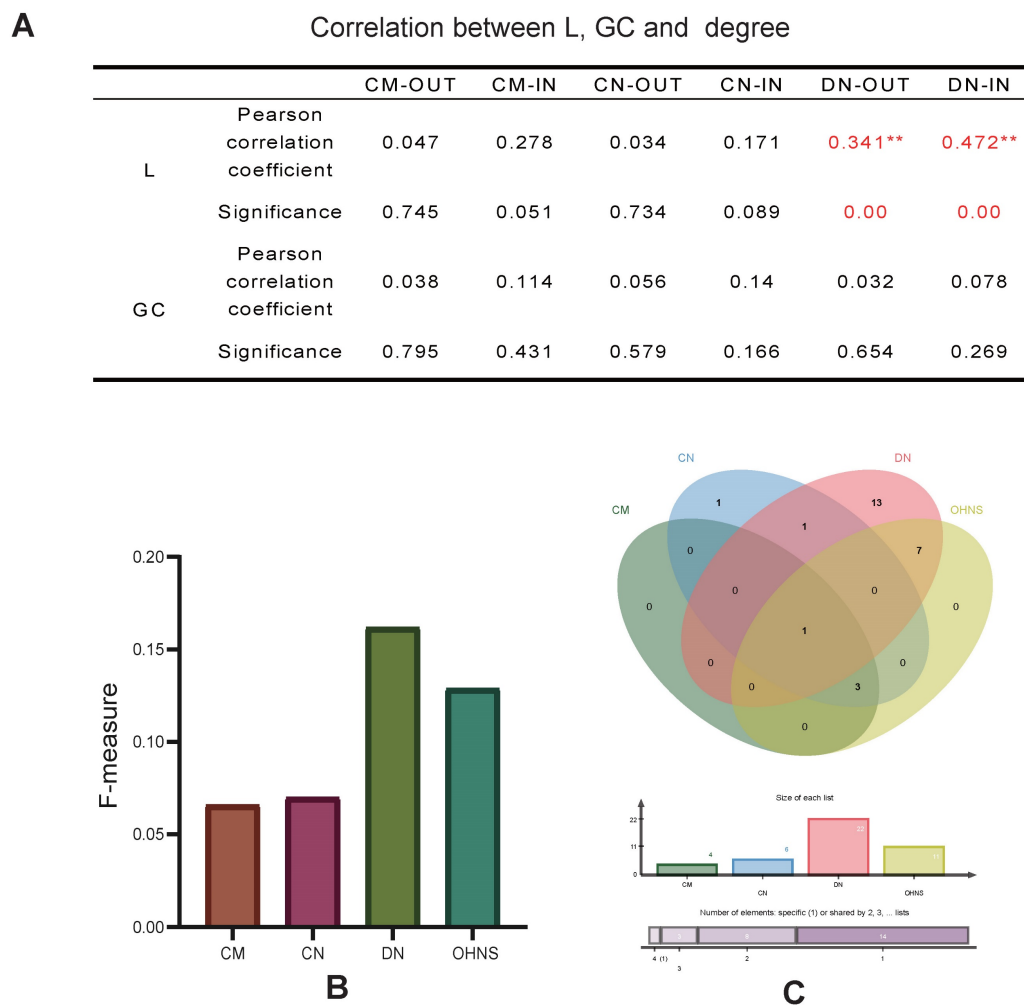 A
Correlation between L, GC and degree
CM-OUT CM-IN CN-OUT CN-IN DN-OUT DN-IN
L
Pearson
correlation
coefficient
0.047 0.278 0.034 0.171 0.341** 0.472**
Significance 0.745 0.051 0.734 0.089 0.00 0.00
GC
Pearson
correlation
coefficient
0.038 0.114 0.056 0.14 0.032 0.078
Significance 0.795 0.431 0.579 0.166 0.654 0.269
F-measure
0.20
0.15
0.10
0.05
0.00
CM CN DN OHNS
B
CN DN
CM OHNS
1 13
1
0 7
0 0
0 0
1
0 0
0 3
0
Size of each list
22
11
0
4 6 22 11
CM CN DN OHNS
Number of elements: specific (1) or shared by 2, 3, ... lists
14
4 (1) 3 2 1
C